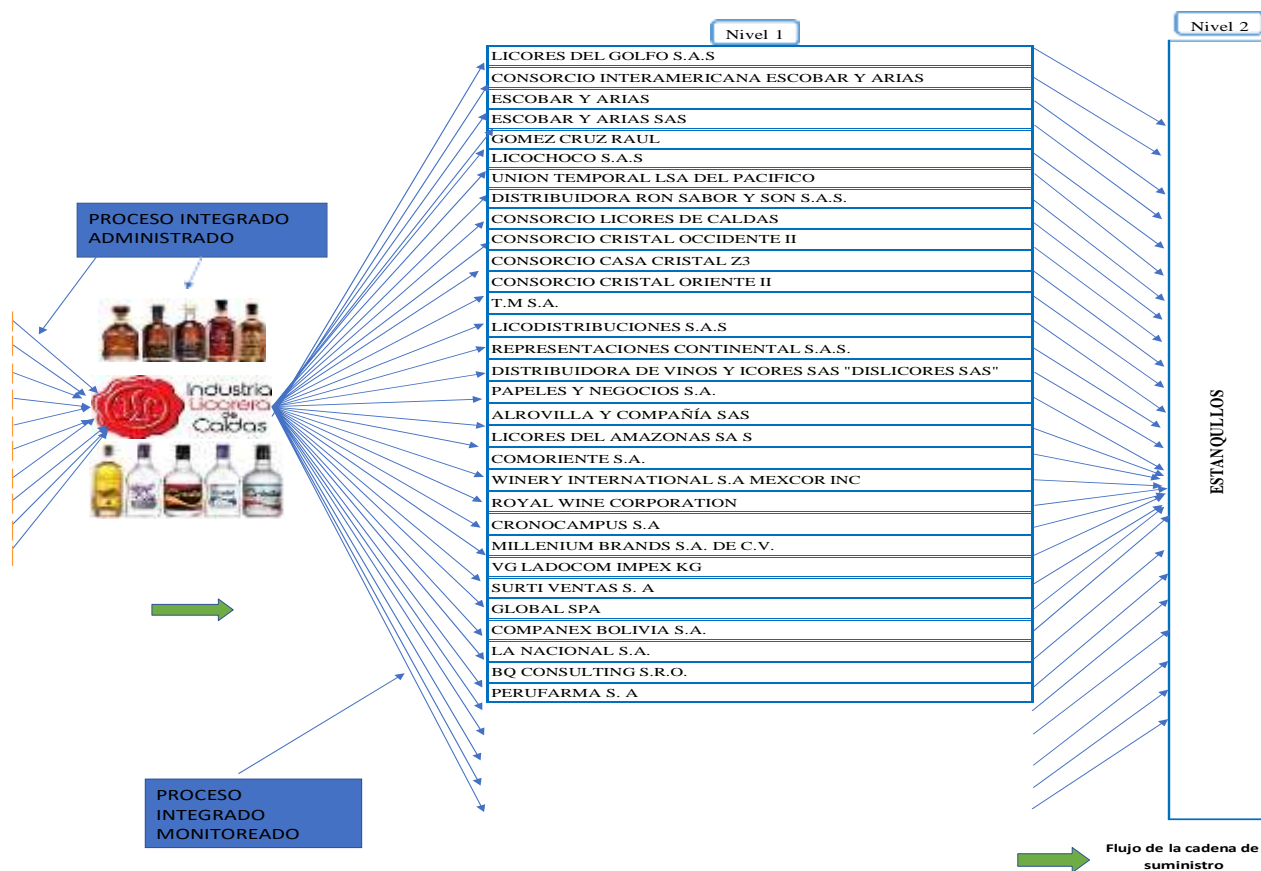 Nivel 1
Nivel 2
LICORES DEL GOLFO S.A.S
CONSORCIO INTERAMERICANA ESCOBAR Y ARIAS
ESCOBAR Y ARIAS
ESCOBAR Y ARIAS SAS
GOMEZ CRUZ RAUL
LICOCHOCO S.A.S
UNION TEMPORAL LSA DEL PACIFICO
DISTRIBUIDORA RON SABOR Y SON S.A.S.
CONSORCIO LICORES DE CALDAS
CONSORCIO CRISTAL OCCIDENTE II
CONSORCIO CASA CRISTAL Z3
CONSORCIO CRISTAL ORIENTE II
T.M S.A.
LICODISTRIBUCIONES S.A.S
REPRESENTACIONES CONTINENTAL S.A.S.
DISTRIBUIDORA DE VINOS Y ICORES SAS "DISLICORES SAS"
PAPELES Y NEGOCIOS S.A.
ALROVILLA Y COMPAÑÍA SAS
LICORES DEL AMAZONAS SA S
COMORIENTE S.A.
WINERY INTERNATIONAL S.A MEXCOR INC
ROYAL WINE CORPORATION
CRONOCAMPUS S.A
MILLENIUM BRANDS S.A. DE C.V.
VG LADOCOM IMPEX KG
SURTI VENTAS S. A
GLOBAL SPA
COMPANEX BOLIVIA S.A.
LA NACIONAL S.A.
BQ CONSULTING S.R.O.
PERUFARMA S. A
PROCESO INTEGRADO
ADMINISTRADO
Industria
Licorera
de
Caldas
PROCESO
INTEGRADO
MONITOREADO
ESTANQULLOS
Flujo de la cadena de
suministro